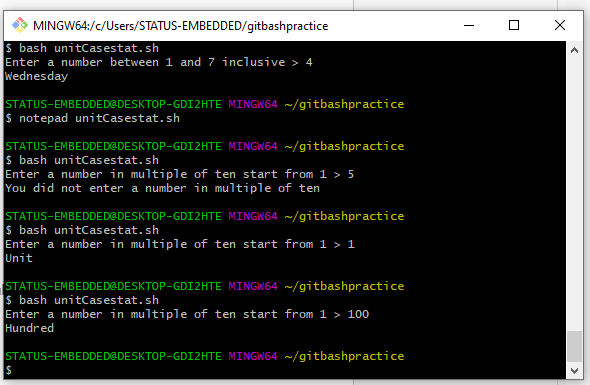 MINGW64:/c/Users/STATUS-EMBEDDED/gitbashpractice
$ bash unitCasestat.sh
Enter a number between 1 and 7 inclusive > 4
Wednesday
STATUS-EMBEDDED@DESKTOP-GDI2HTE MINGW64 ~/gitbashpractice
$ notepad unitCasestat.sh
STATUS-EMBEDDED@DESKTOP-GDI2HTE MINGW64 ~/gitbashpractice
$ bash unitCasestat.sh
Enter a number in multiple of ten start from 1 > 5
You did not enter a number in multiple of ten
STATUS-EMBEDDED@DESKTOP-GDI2HTE MINGW64 ~/gitbashpractice
$ bash unitCasestat.sh
Enter a number in multiple of ten start from 1 > 1
Unit
STATUS-EMBEDDED@DESKTOP-GDI2HTE MINGW64 ~/gitbashpractice
$ bash unitCasestat.sh
Enter a number in multiple of ten start from 1 > 100
Hundred
STATUS-EMBEDDED@DESKTOP-GDI2HTE MINGW64 ~/gitbashpractice
$